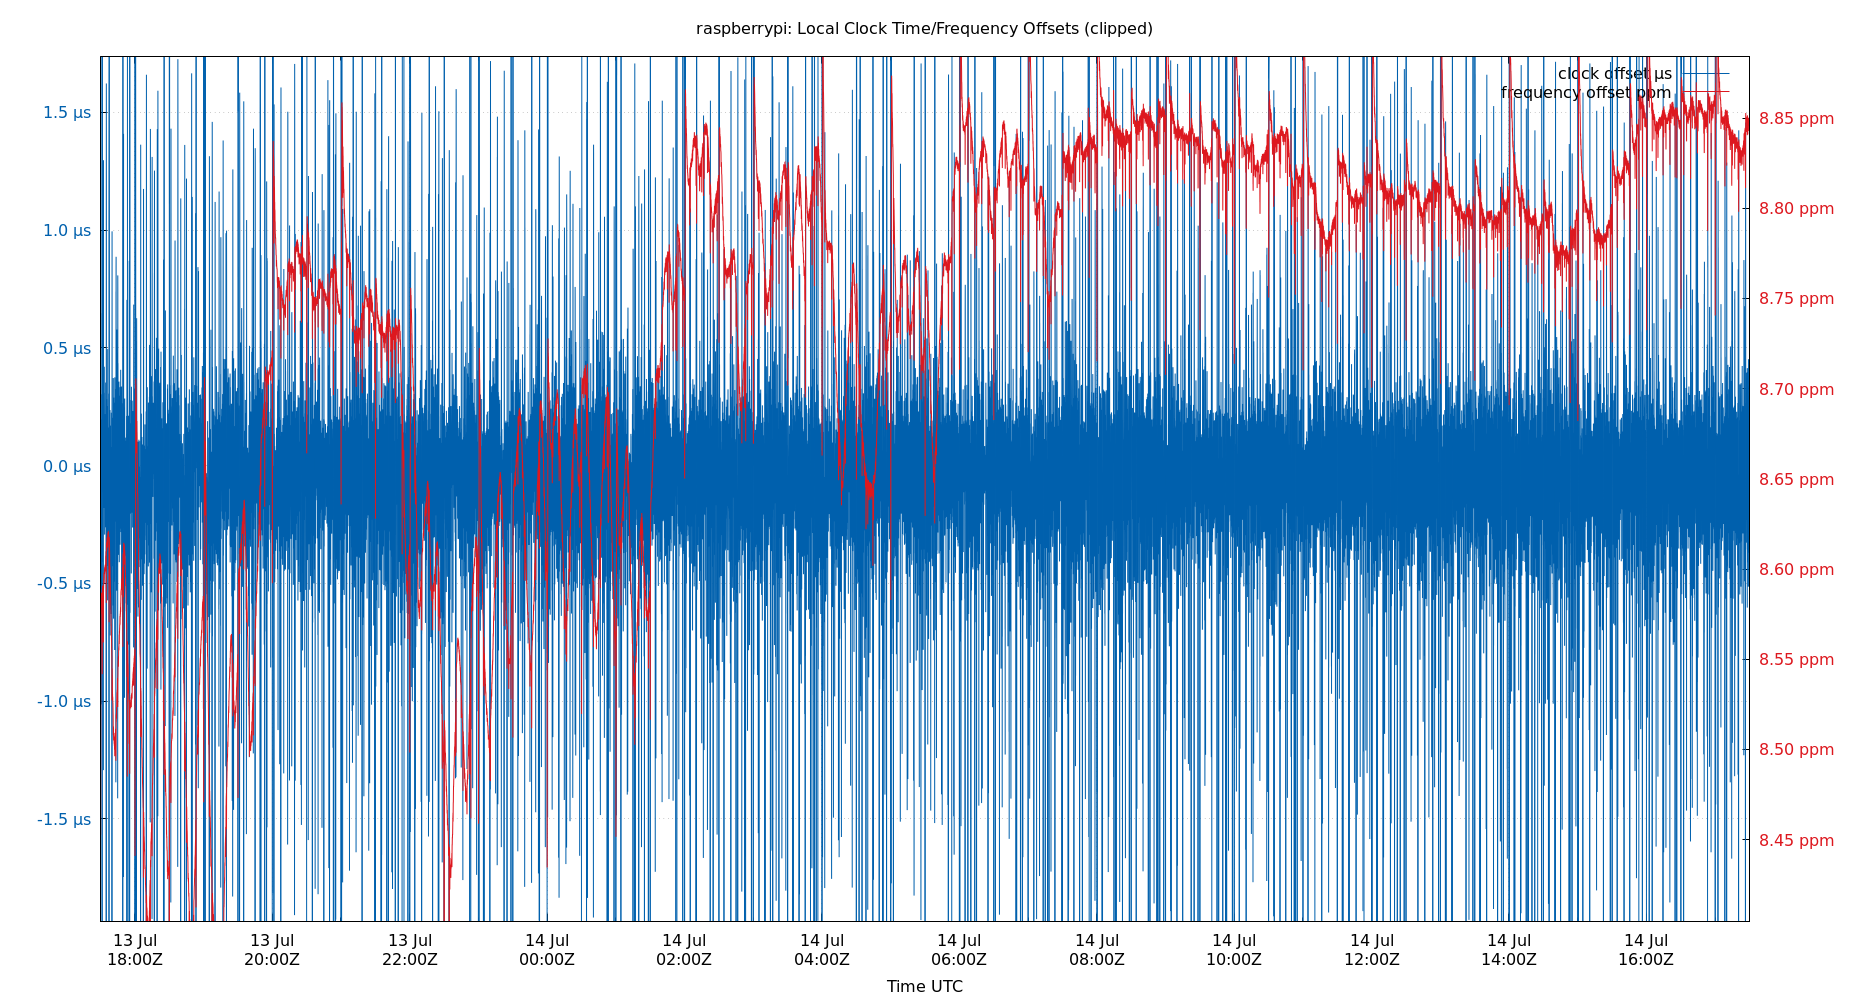 raspberrypi: Local Clock Time/Frequency Offsets (clipped)
clock offset µs
frequency offset ppm
1.5 µs
1.0 µs
0.5 µs
0.0 µs
-0.5 µs
-1.0 µs
-1.5 µs
8.85 ppm
8.80 ppm
8.75 ppm
8.70 ppm
8.65 ppm
8.60 ppm
8.55 ppm
8.50 ppm
8.45 ppm
13 Jul 13 Jul 13 Jul 14 Jul 14 Jul 14 Jul 14 Jul 14 Jul 14 Jul 14 Jul 14 Jul 14 Jul
18:00Z 20:00Z 22:00Z 00:00Z 02:00Z 04:00Z 06:00Z 08:00Z 10:00Z 12:00Z 14:00Z 16:00Z
Time UTC